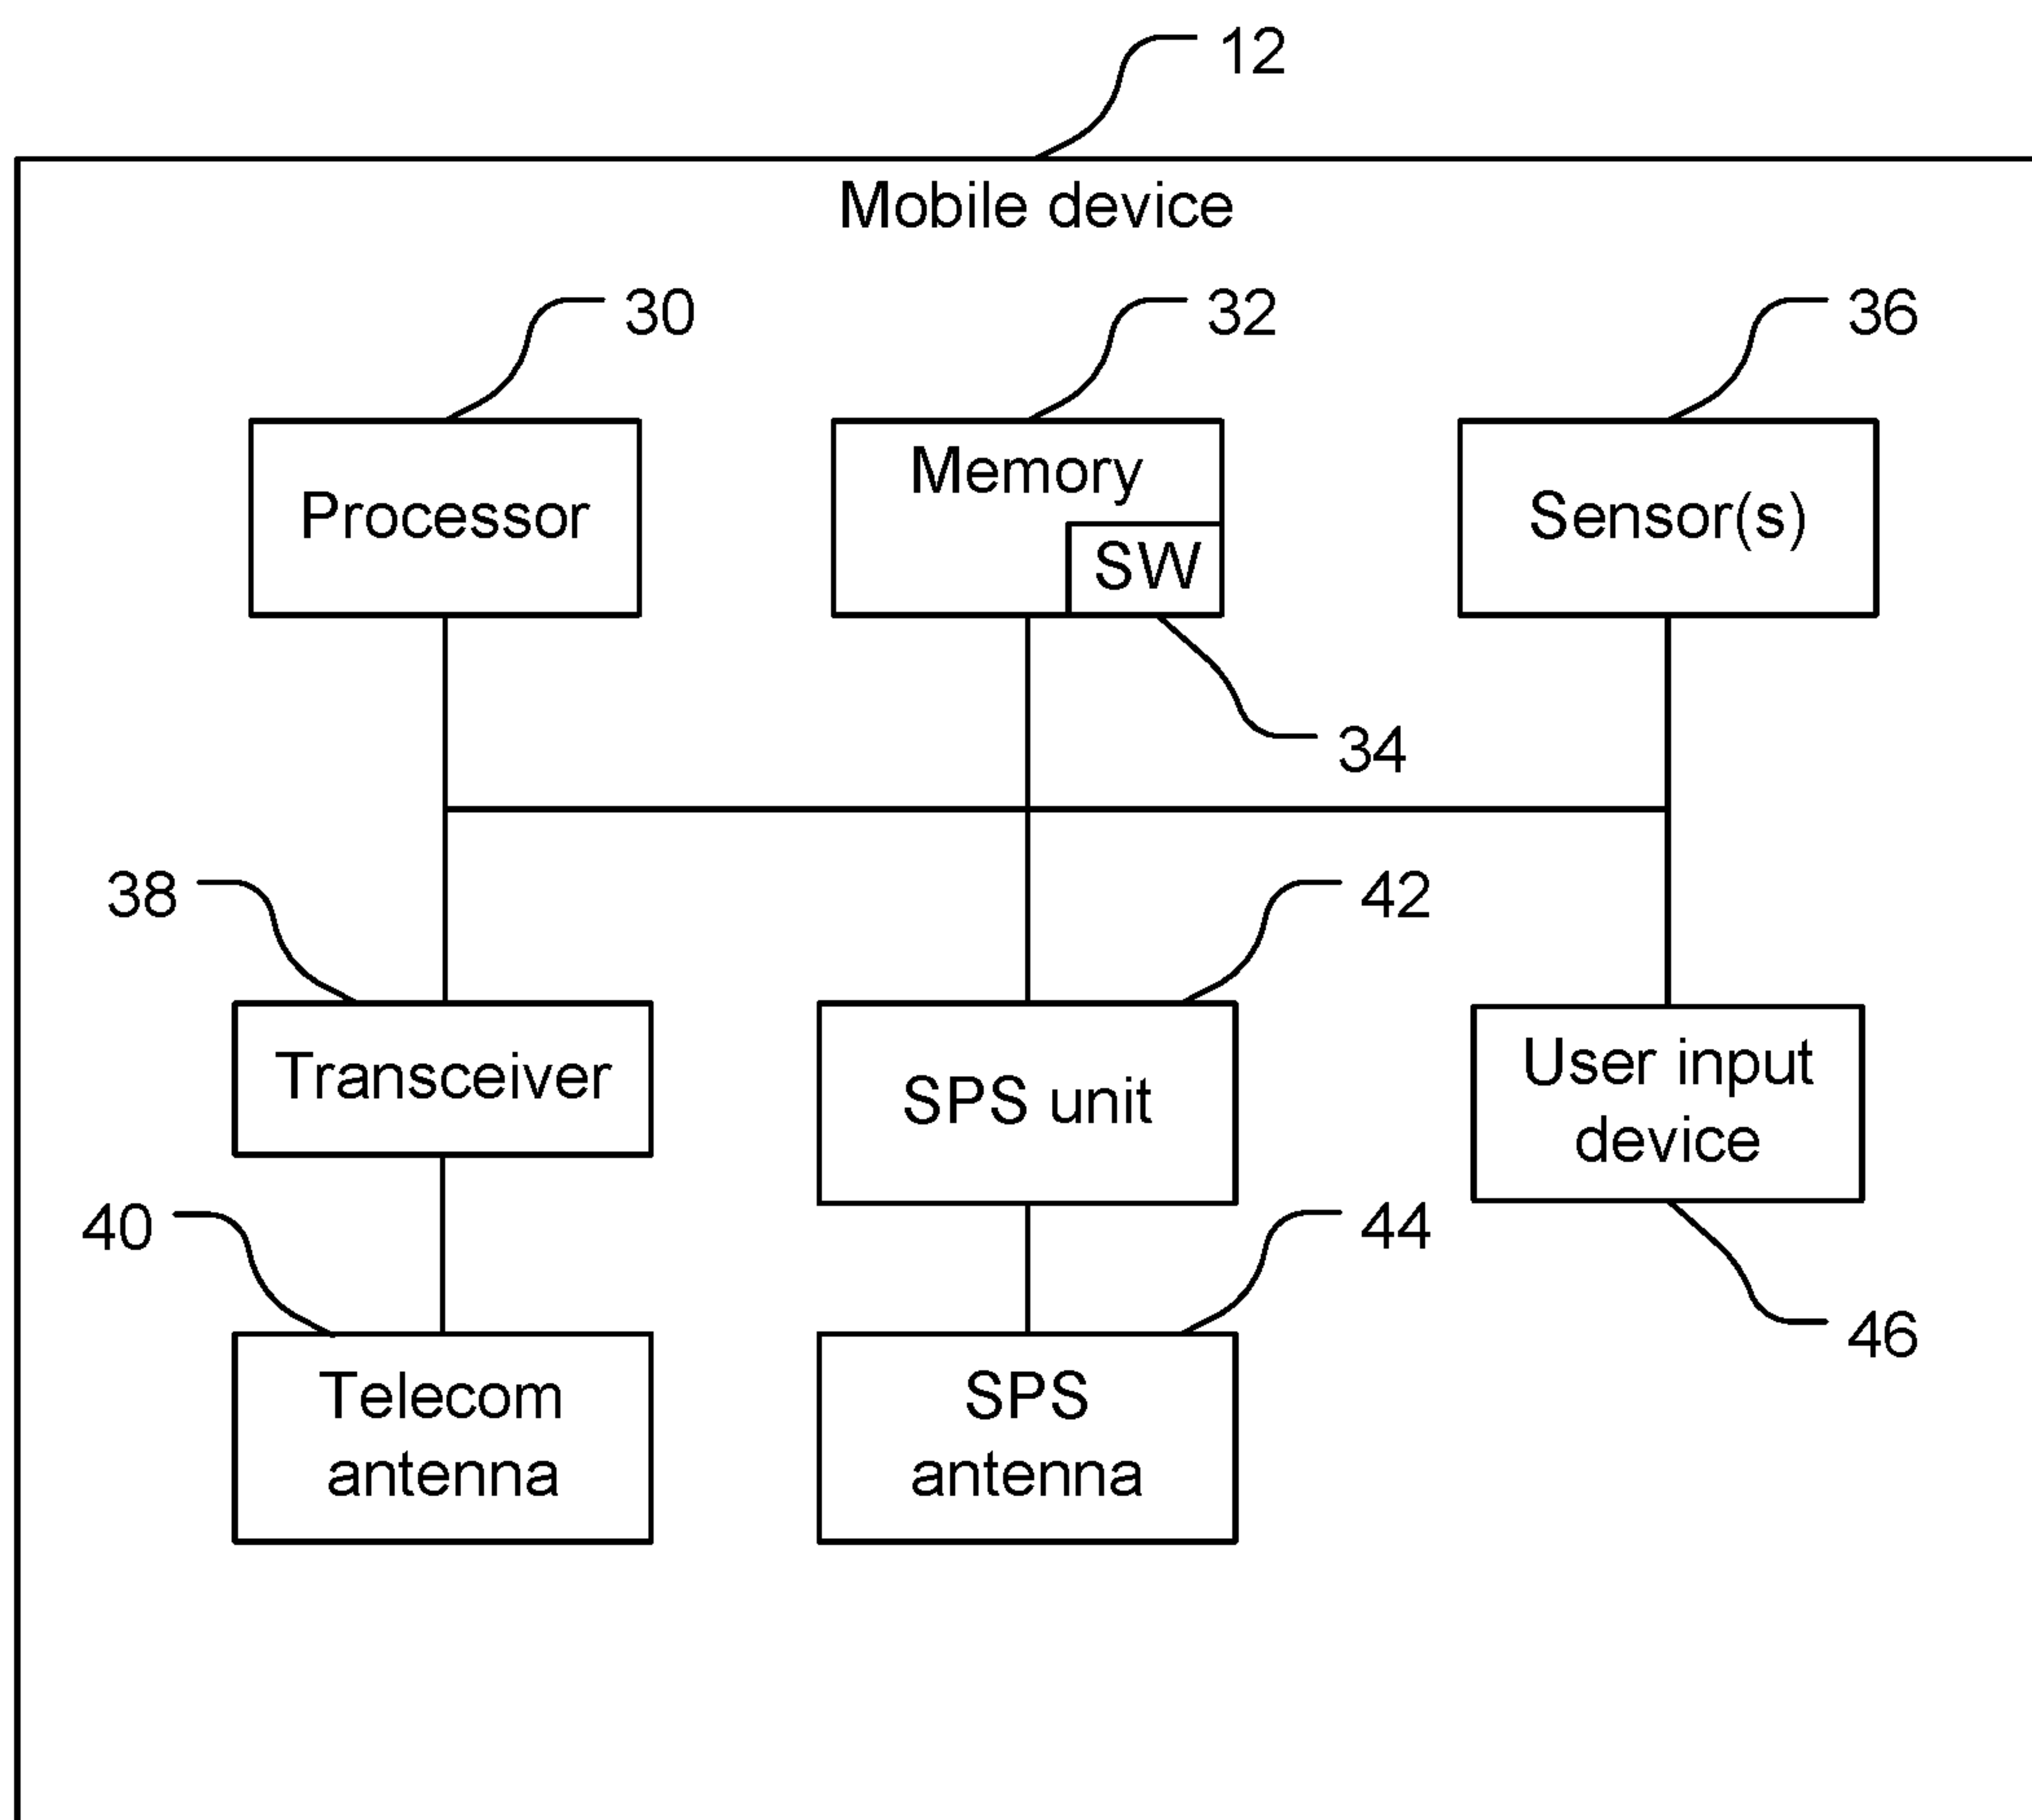 12
Mobile device
30
32
36
Processor
Memory
SW
Sensor(s)
34
38
42
Transceiver
SPS unit
User input
device
40
44
46
Telecom
antenna
SPS
antenna